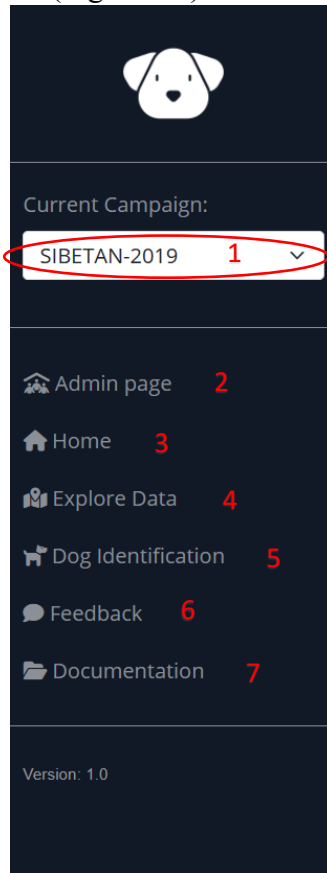 Current Campaign:
SIBETAN-2019 1
Admin page 2
Home 3
Explore Data 4
Dog Identification 5
Feedback 6
Documentation 7
Version: 1.0